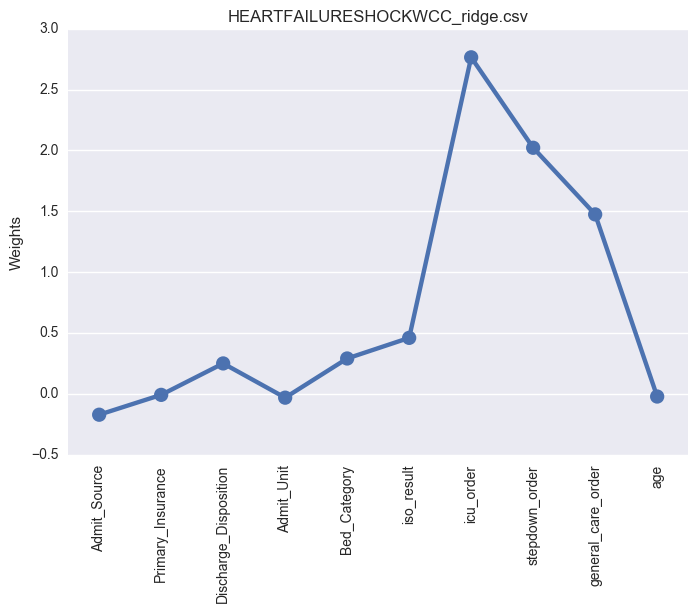 HEARTFAILURESHOCKWCC_ridge.csv
3.0
2.5
2.0
1.5
1.0
0.5
0.0
−0.5
Weights
Admit_Source
Primary_Insurance
Discharge_Disposition
Admit_Unit
Bed_Category
iso_result
icu_order
stepdown_order
general_care_order
age